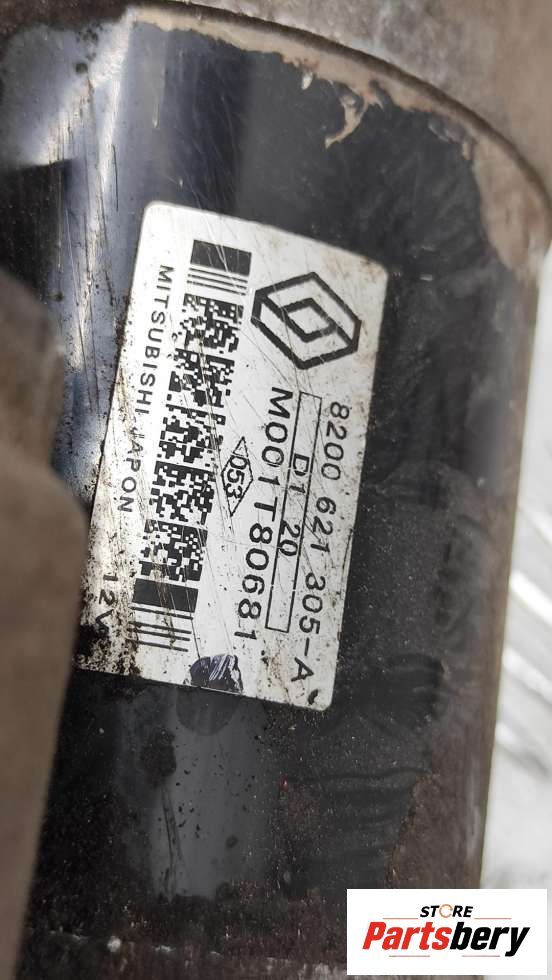 8200 621 305-A
D1 20
M001T80681
053
MITSUBISHI JAPON 12V
STORE
Partsbery